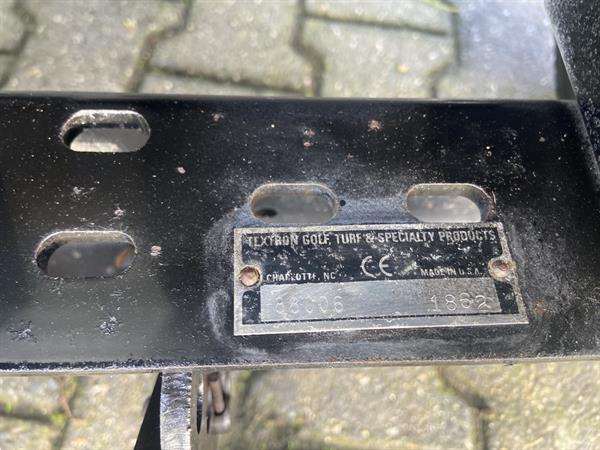 TEXTRON GOLF, TURF & SPECIALTY PRODUCTS
CHARLOTTE, NC CE MADE IN U.S.A.
1862